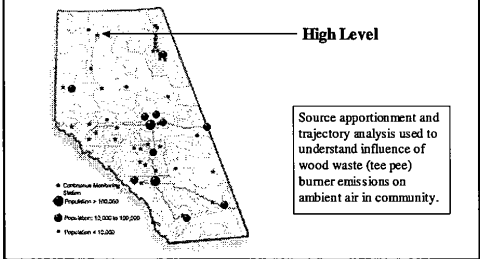 High Level
Source apportionment and
trajectory analysis used to
understand influence of
wood waste (tee pee)
burner emissions on
ambient air in community.
Continuous Monitoring
Station
Population > 100,000
Population: 10,000 to 100,000
Population < 10,000